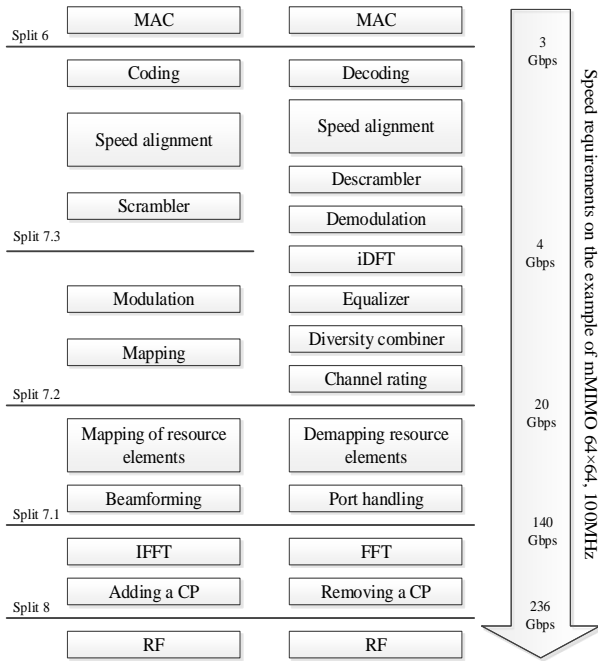 MAC
MAC
Split 6
3
Gbps
Coding
Decoding
Speed alignment
Speed alignment
Descrambler
Scrambler
Demodulation
Split 7.3
4
Gbps
iDFT
Modulation
Equalizer
Mapping
Diversity combiner
Channel rating
Split 7.2
20
Gbps
Mapping of resource
elements
Demapping resource
elements
Beamforming
Port handling
Split 7.1
140
Gbps
IFFT
FFT
Adding a CP
Removing a CP
Split 8
236
Gbps
RF
RF
Speed requirements on the example of mMIMO 64×64, 100MHz